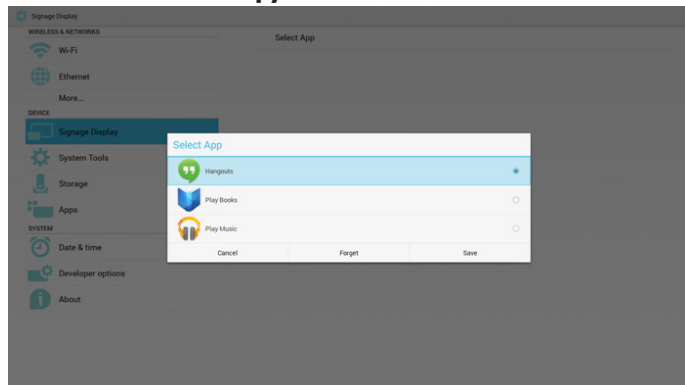 py
Signage Display
WIRELESS & NETWORKS
Wi-Fi
Ethernet
More...
DEVICE
Signage Display
System Tools
Storage
Apps
SYSTEM
Date & time
Developer options
About
Select App
Select App
Hangouts
Play Books
Play Music
Cancel Forget Save